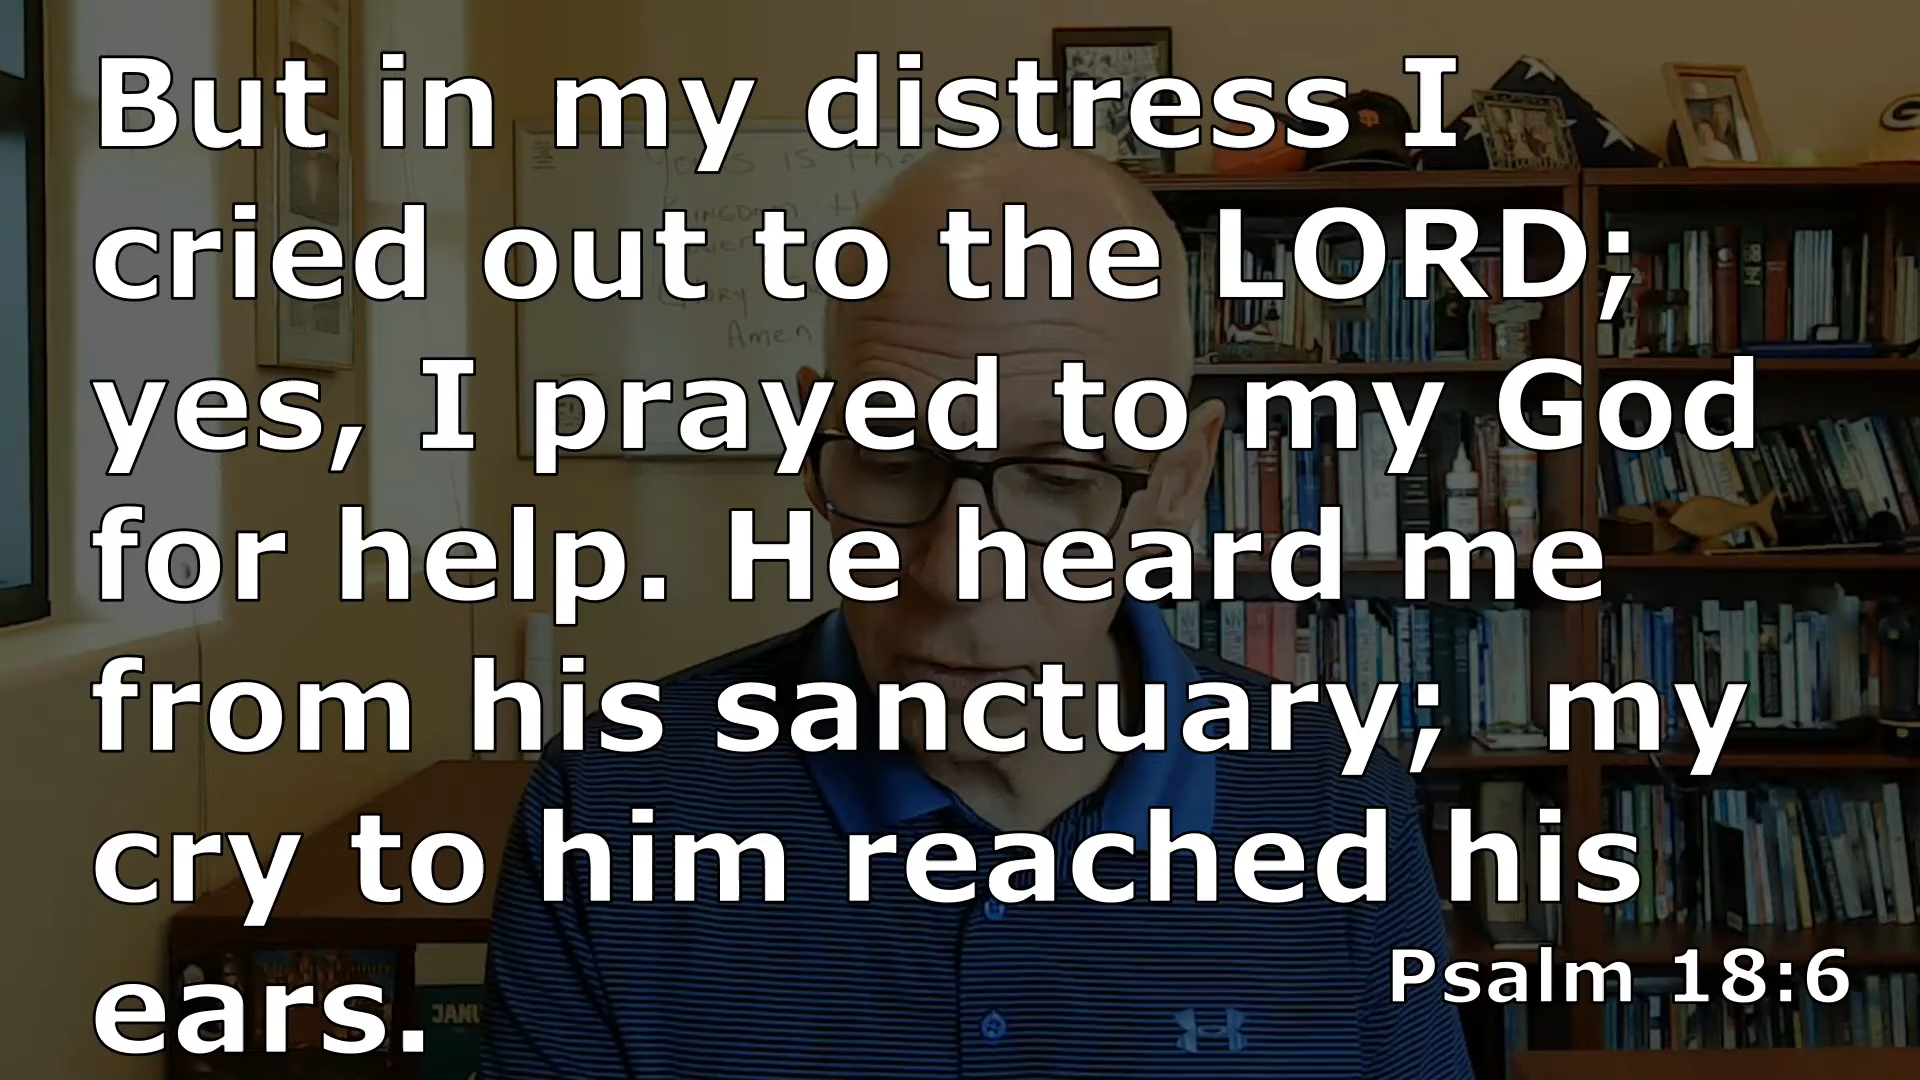 But in my distress I
cried out to the LORD;
yes, I prayed to my God
for help. He heard me
from his sanctuary; my
cry to him reached his
ears.
Psalm 18:6
Amen